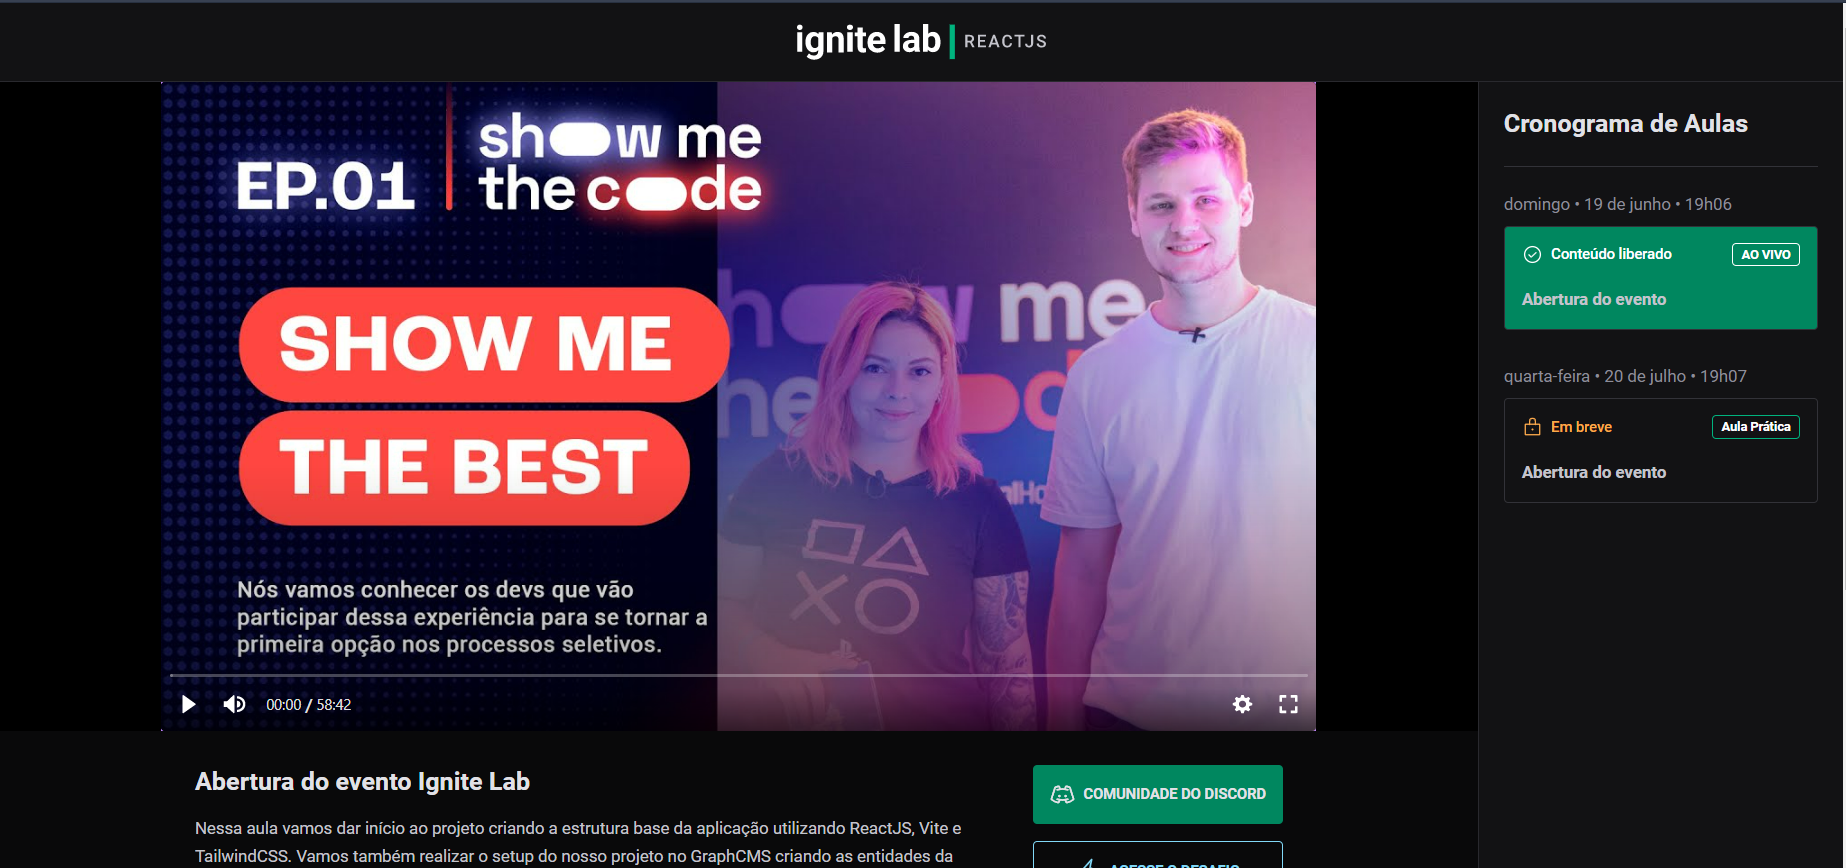 ignite lab REACTJS
EP.01
show me
the code
SHOW ME
THE BEST
Nós vamos conhecer os devs que vão
participar dessa experiência para se tornar a
primeira opção nos processos seletivos.
00:00 / 58:42
Abertura do evento Ignite Lab
Nessa aula vamos dar início ao projeto criando a estrutura base da aplicação utilizando ReactJS, Vite e
TailwindCSS. Vamos também realizar o setup do nosso projeto no GraphCMS criando as entidades da
COMUNIDADE DO DISCORD
ACESSE O DESAFIO
Cronograma de Aulas
domingo • 19 de junho • 19h06
Conteúdo liberado
AO VIVO
Abertura do evento
quarta-feira • 20 de julho • 19h07
Em breve
Aula Prática
Abertura do evento